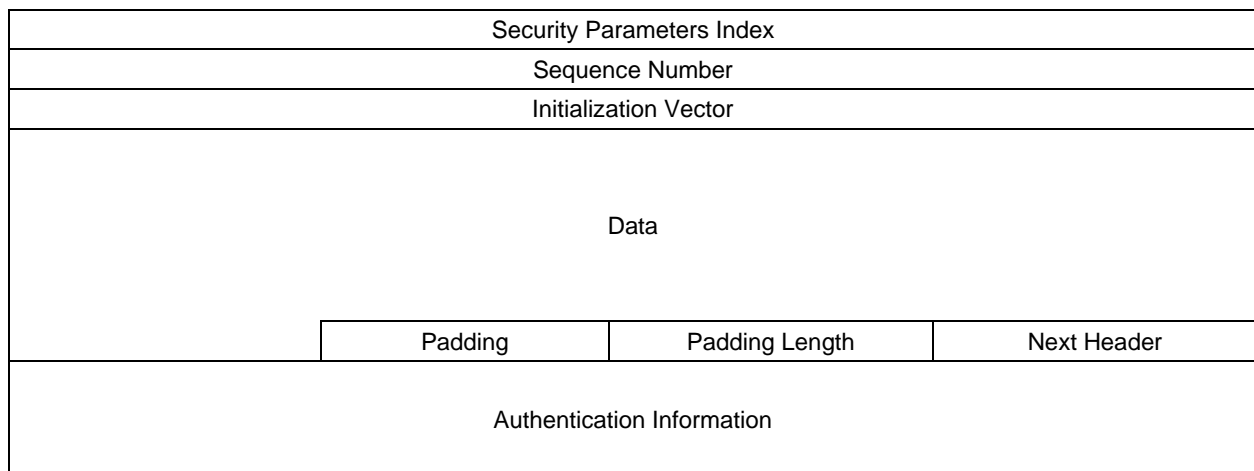 Security Parameters Index
Sequence Number
Initialization Vector
Data
Padding Padding Length Next Header
Authentication Information